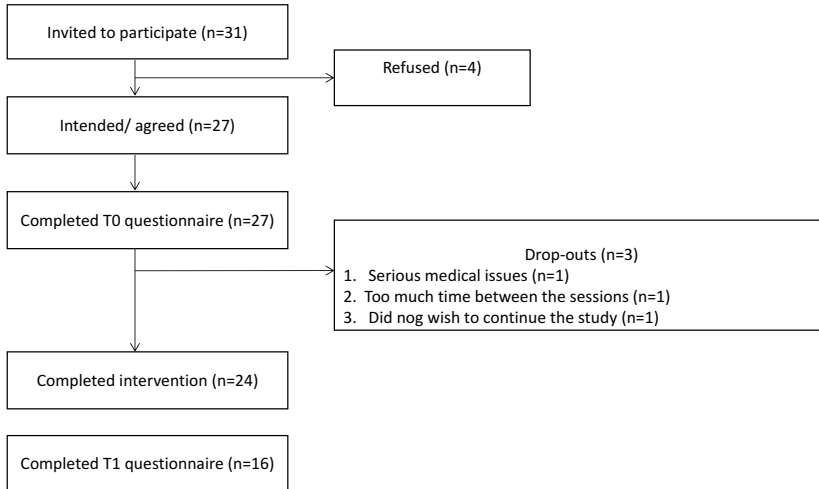 Invited to participate (n=31)
Refused (n=4)
Intended/ agreed (n=27)
Completed T0 questionnaire (n=27)
Drop-outs (n=3)
1. Serious medical issues (n=1)
2. Too much time between the sessions (n=1)
3. Did nog wish to continue the study (n=1)
Completed intervention (n=24)
Completed T1 questionnaire (n=16)